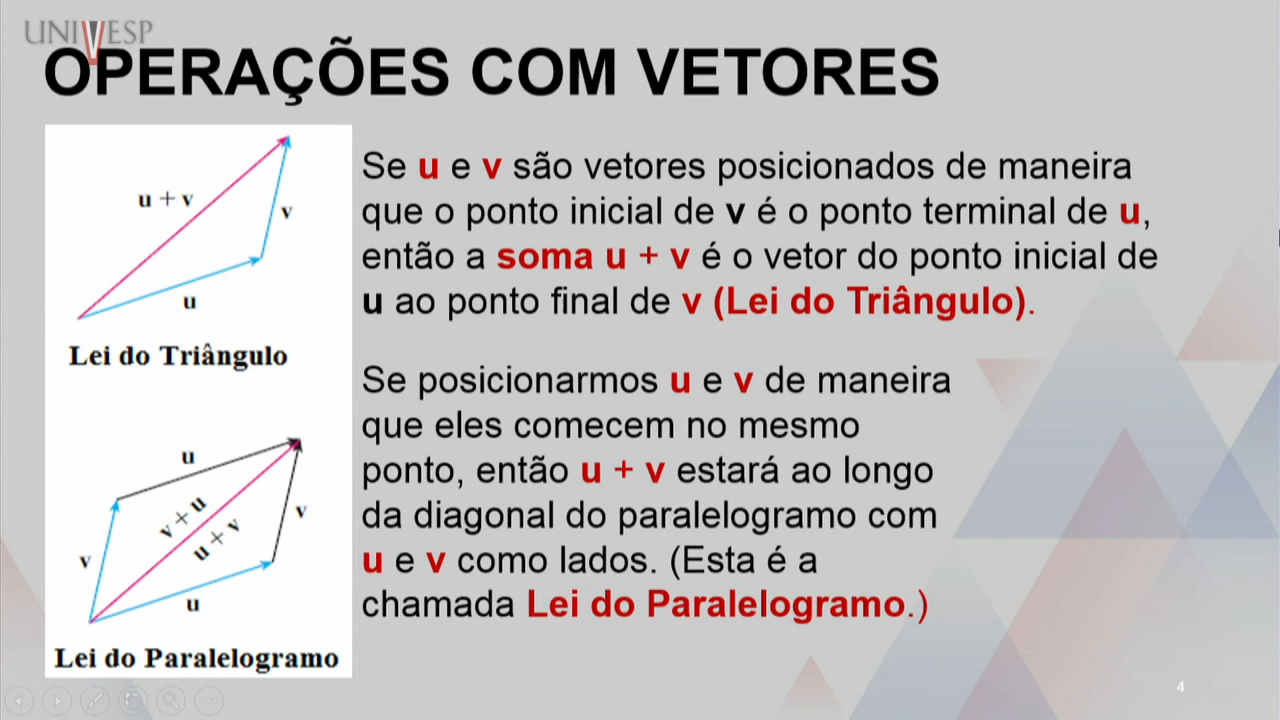 UNIVESP
OPERAÇÕES COM VETORES
u + v
v
u
Lei do Triângulo
Se u e v são vetores posicionados de maneira
que o ponto inicial de v é o ponto terminal de u,
então a soma u + v é o vetor do ponto inicial de
u ao ponto final de v (Lei do Triângulo).
u
v + u
u + v
v
v
u
Lei do Paralelogramo
Se posicionarmos u e v de maneira
que eles comecem no mesmo
ponto, então u + v estará ao longo
da diagonal do paralelogramo com
u e v como lados. (Esta é a
chamada Lei do Paralelogramo.)
4